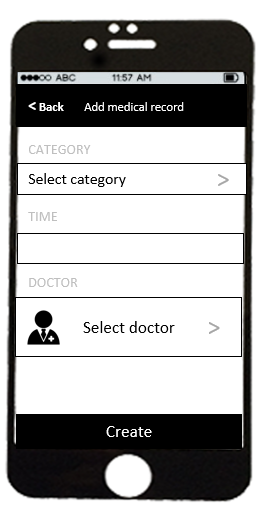 ABC 11:57 AM
< Back Add medical record
CATEGORY
Select category >
TIME
DOCTOR
Select doctor >
Create